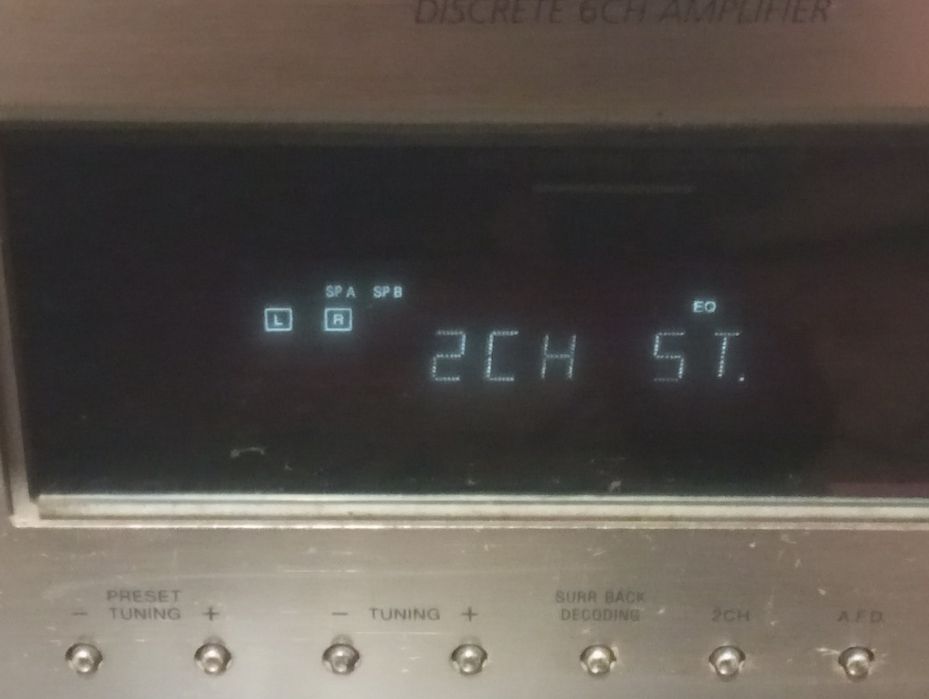 DISCRETE 6CH AMPLIFIER
SP A SP B
L R
EQ
2CH ST.
PRESET TUNING
− +
− TUNING +
SURR BACK DECODING
2CH
A.F.D.